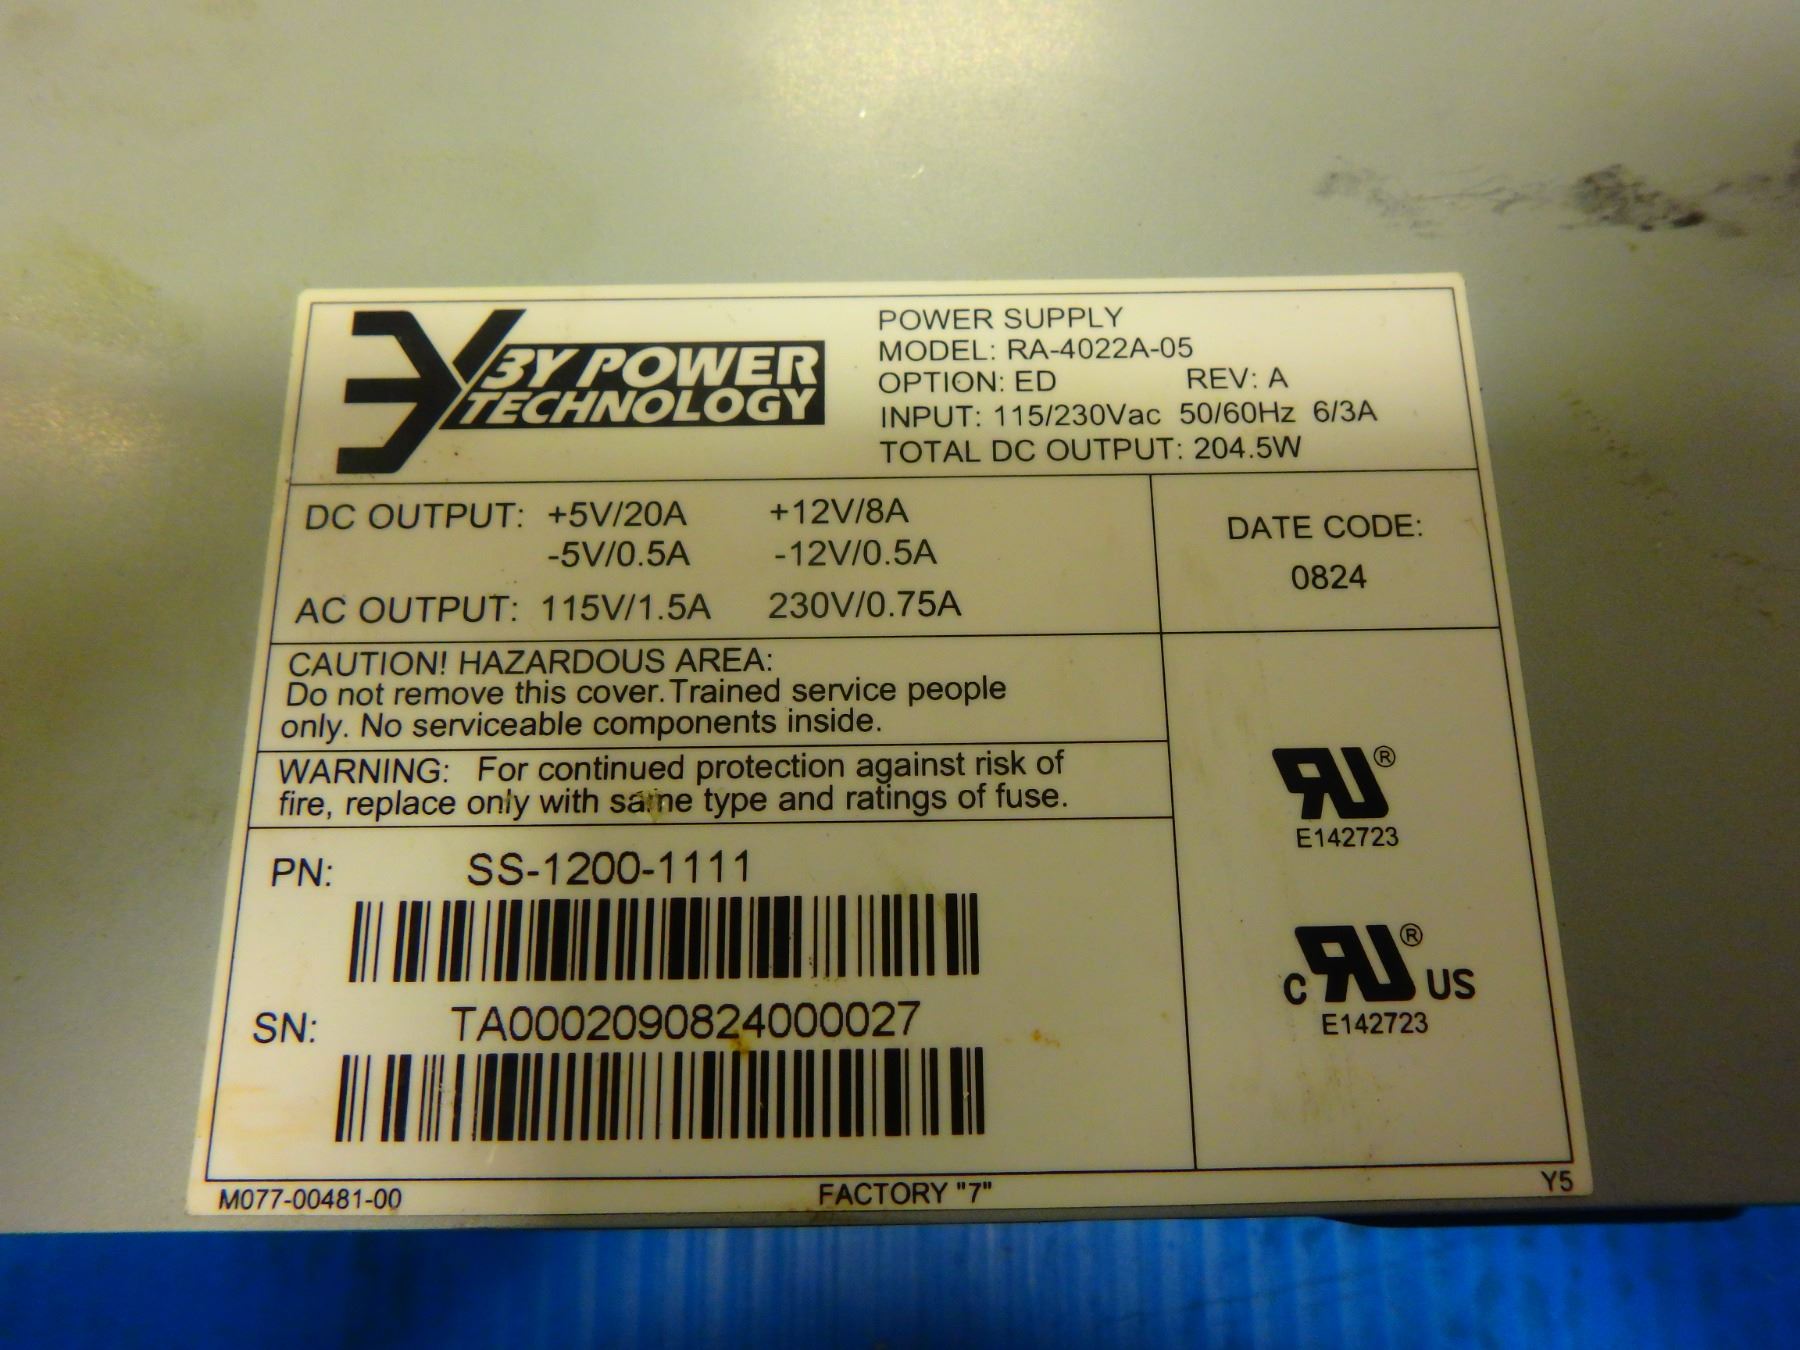 3Y POWER
TECHNOLOGY
POWER SUPPLY
MODEL: RA-4022A-05
OPTION: ED REV: A
INPUT: 115/230Vac 50/60Hz 6/3A
TOTAL DC OUTPUT: 204.5W
DC OUTPUT: +5V/20A +12V/8A
-5V/0.5A -12V/0.5A
AC OUTPUT: 115V/1.5A 230V/0.75A
DATE CODE:
0824
CAUTION! HAZARDOUS AREA:
Do not remove this cover. Trained service people
only. No serviceable components inside.
WARNING: For continued protection against risk of
fire, replace only with same type and ratings of fuse.
PN: SS-1200-1111
SN: TA0002090824000027
RU®
E142723
C RU® US
E142723
M077-00481-00 FACTORY "7" Y5